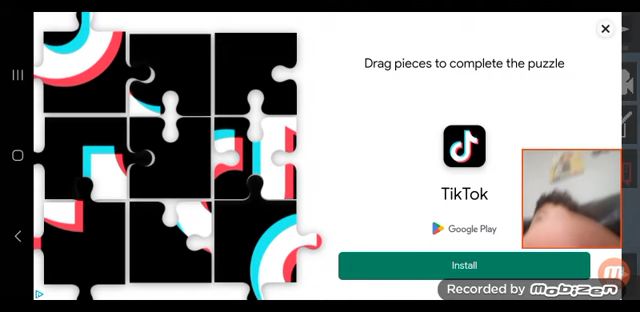 Drag pieces to complete the puzzle
TikTok
Google Play
Install
Recorded by Mobizen